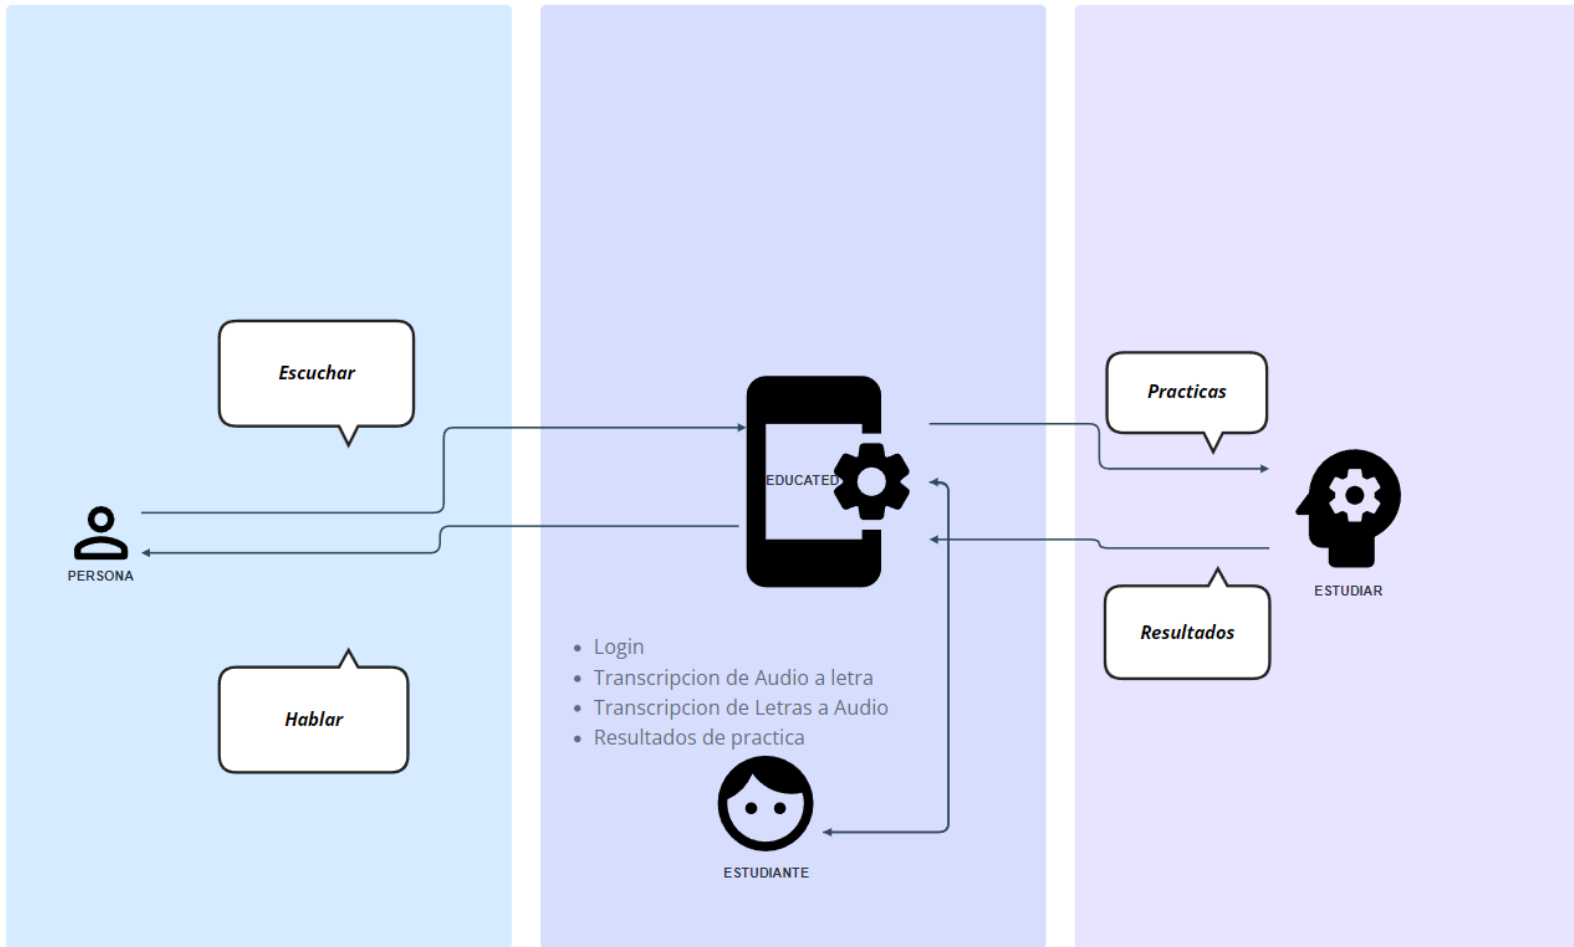 Escuchar
PERSONA
Hablar
EDUCATED
• Login
• Transcripcion de Audio a letra
• Transcripcion de Letras a Audio
• Resultados de practica
ESTUDIANTE
Practicas
ESTUDIAR
Resultados